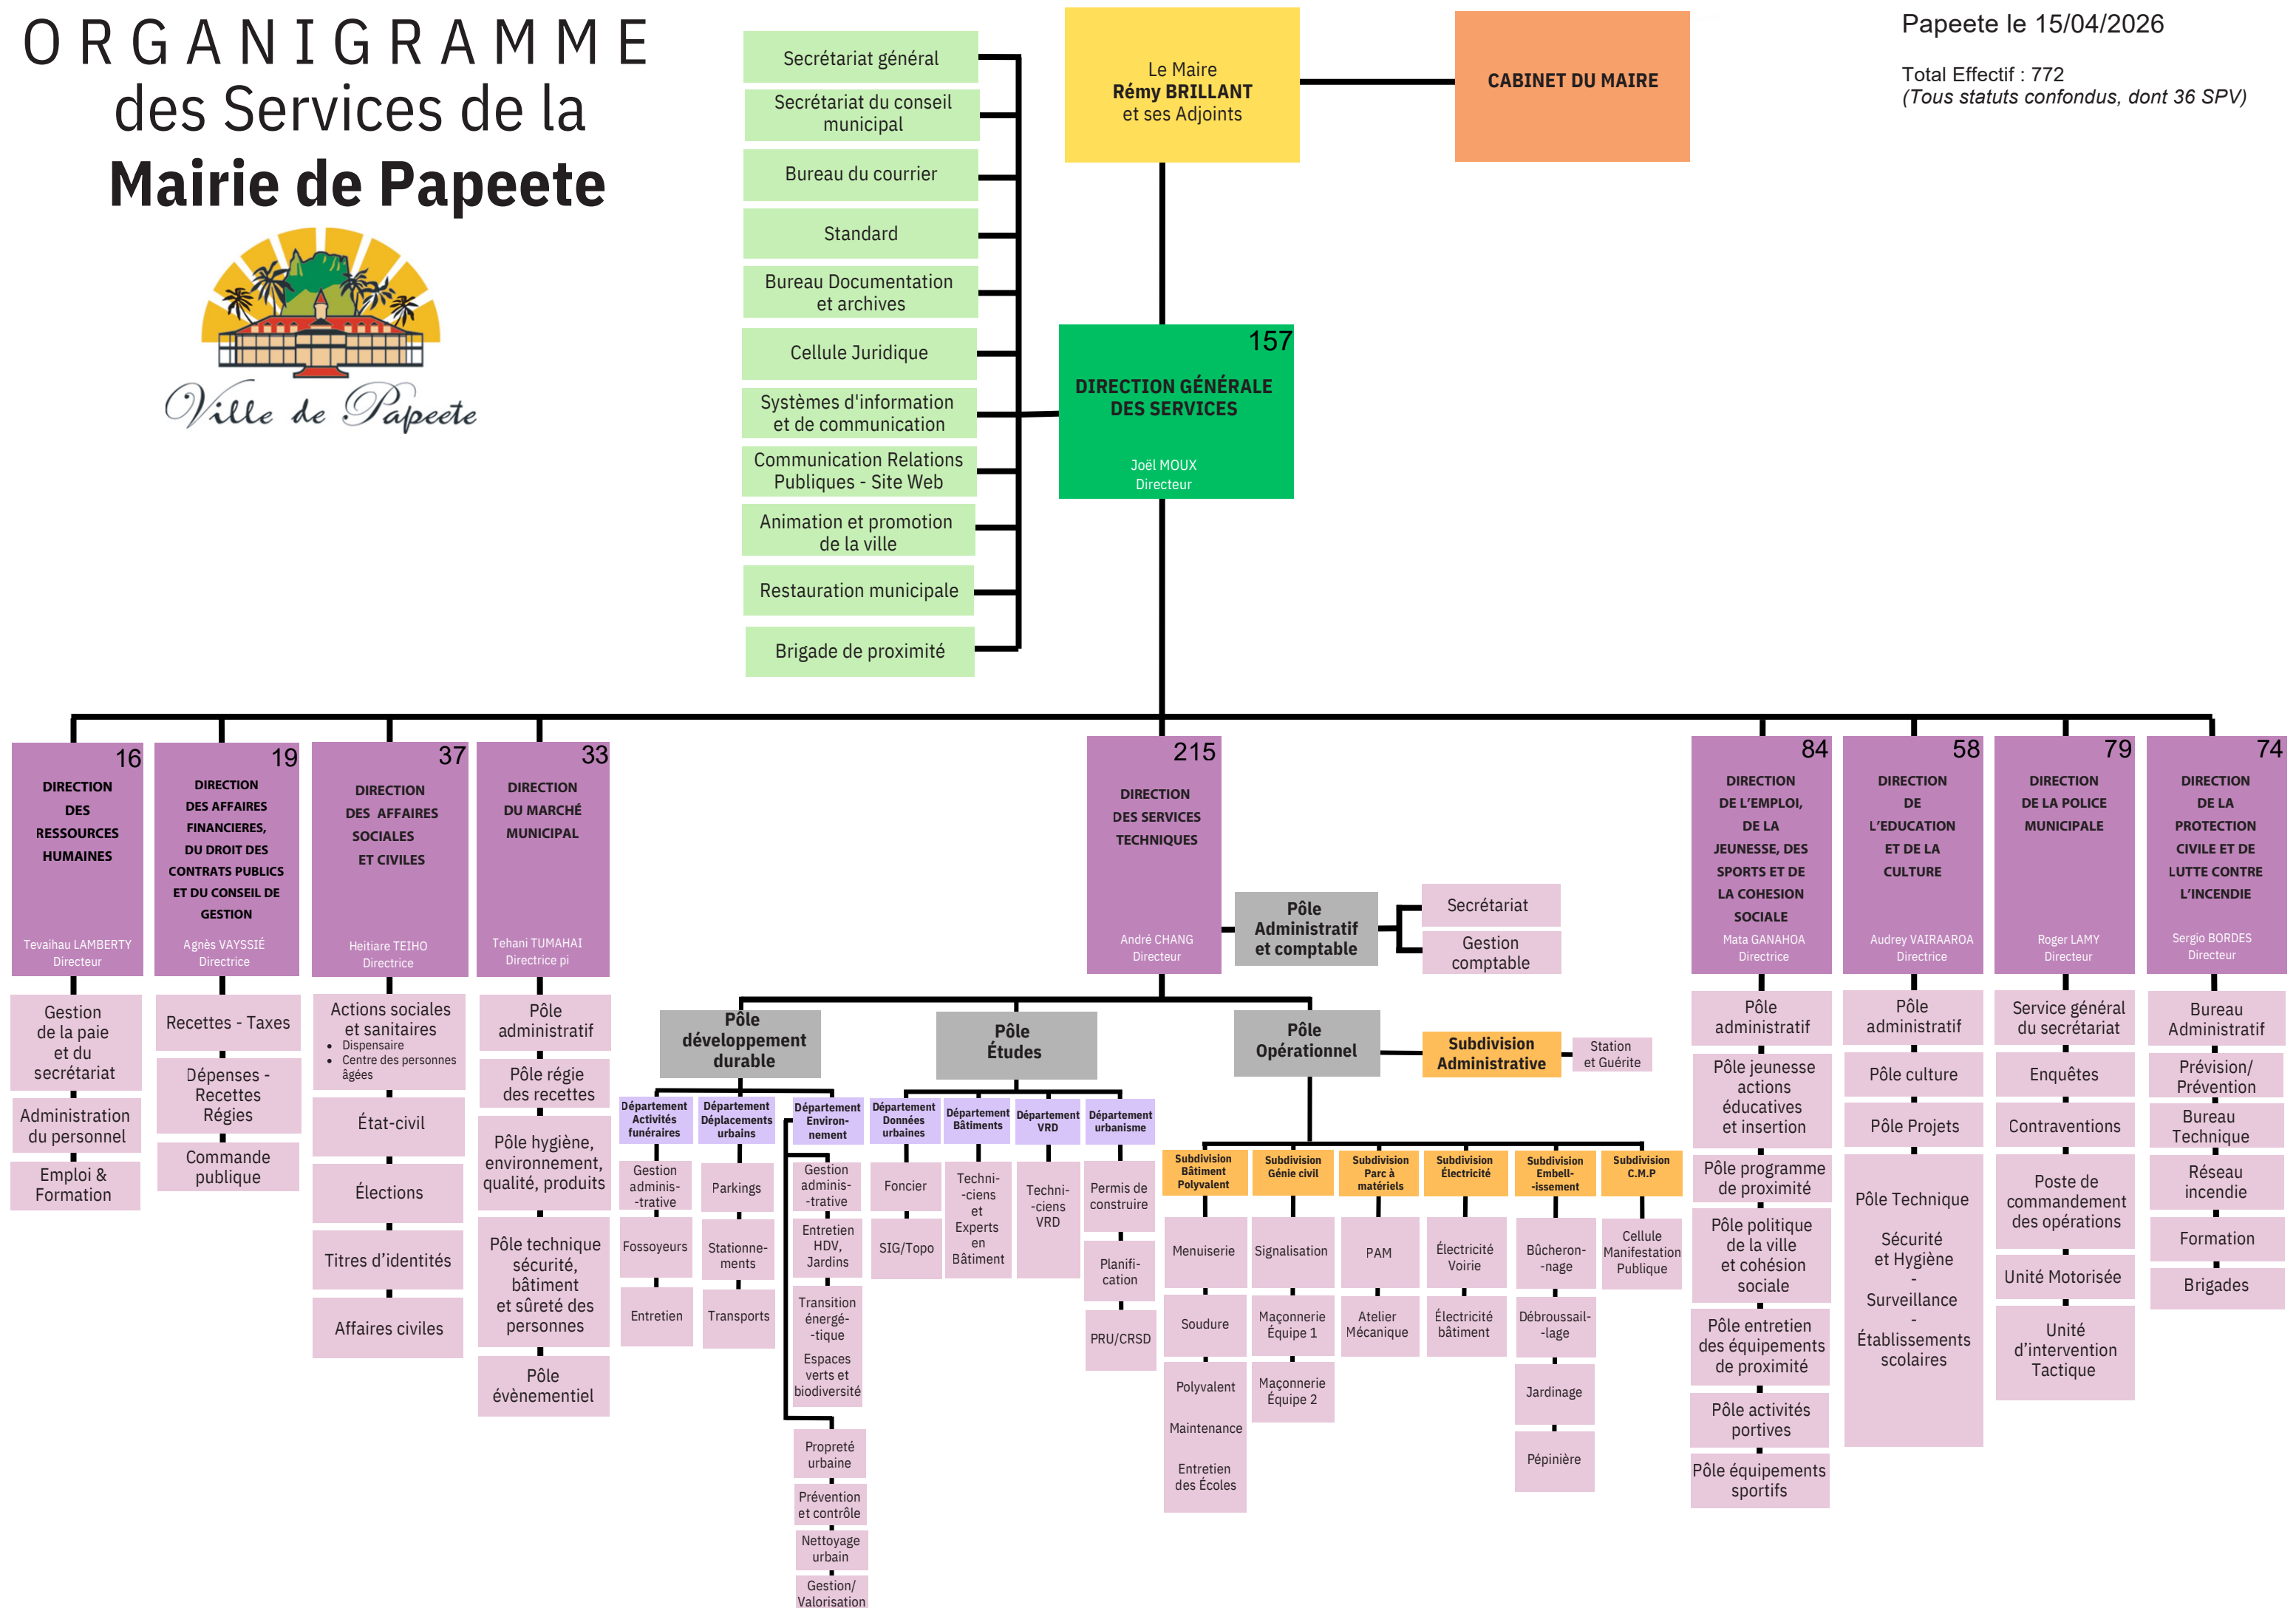 ORGANIGRAMME
des Services de la
Mairie de Papeete
Ville de Papeete
Papeete le 15/04/2026
Total Effectif : 772
(Tous statuts confondus, dont 36 SPV)
Le Maire
Rémy BRILLANT
et ses Adjoints
CABINET DU MAIRE
Secrétariat général
Secrétariat du conseil
municipal
Bureau du courrier
Standard
Bureau Documentation
et archives
Cellule Juridique
Systèmes d'information
et de communication
Communication Relations
Publiques - Site Web
Animation et promotion
de la ville
Restauration municipale
Brigade de proximité
157
DIRECTION GÉNÉRALE
DES SERVICES
Joël MOUX
Directeur
16
DIRECTION
DES
RESSOURCES
HUMAINES
Tevaihau LAMBERTY
Directeur
Gestion
de la paie
et du
secrétariat
Administration
du personnel
Emploi &
Formation
19
DIRECTION
DES AFFAIRES
FINANCIERES,
DU DROIT DES
CONTRATS PUBLICS
ET DU CONSEIL DE
GESTION
Agnès VAYSSIÉ
Directrice
Recettes - Taxes
Dépenses -
Recettes
Régies
Commande
publique
37
DIRECTION
DES AFFAIRES
SOCIALES
ET CIVILES
Heitiare TEIHO
Directrice
Actions sociales
et sanitaires
• Dispensaire
• Centre des personnes
âgées
État-civil
Élections
Titres d’identités
Affaires civiles
33
DIRECTION
DU MARCHÉ
MUNICIPAL
Tehani TUMAHAI
Directrice pi
Pôle
administratif
Pôle régie
des recettes
Pôle hygiène,
environnement,
qualité, produits
Pôle technique
sécurité,
bâtiment
et sûreté des
personnes
Pôle
évènementiel
215
DIRECTION
DES SERVICES
TECHNIQUES
André CHANG
Directeur
Pôle
Administratif
et comptable
Secrétariat
Gestion
comptable
Pôle
développement
durable
Département
Activités
funéraires
Gestion
adminis-
-trative
Fossoyeurs
Entretien
Département
Déplacements
urbains
Parkings
Stationne-
ments
Transports
Département
Environ-
nement
Gestion
adminis-
-trative
Entretien
HDV,
Jardins
Transition
énergé-
-tique
Espaces
verts et
biodiversité
Propreté
urbaine
Prévention
et contrôle
Nettoyage
urbain
Gestion/
Valorisation
Pôle
Études
Département
Données
urbaines
Foncier
SIG/Topo
Département
Bâtiments
Techni-
-ciens
et
Experts
en
Bâtiment
Département
VRD
Techni-
-ciens
VRD
Département
urbanisme
Permis de
construire
Planifi-
cation
PRU/CRSD
Pôle
Opérationnel
Subdivision
Administrative
Station
et Guérite
Subdivision
Bâtiment
Polyvalent
Menuiserie
Soudure
Polyvalent
Maintenance
Entretien
des Écoles
Subdivision
Génie civil
Signalisation
Maçonnerie
Équipe 1
Maçonnerie
Équipe 2
Subdivision
Parc à
matériels
PAM
Atelier
Mécanique
Subdivision
Électricité
Électricité
Voirie
Électricité
bâtiment
Subdivision
Embell-
-issement
Bûcheron-
-nage
Débroussail-
-lage
Jardinage
Pépinière
Subdivision
C.M.P
Cellule
Manifestation
Publique
84
DIRECTION
DE L’EMPLOI,
DE LA
JEUNESSE, DES
SPORTS ET DE
LA COHESION
SOCIALE
Mata GANAHOA
Directrice
Pôle
administratif
Pôle jeunesse
actions
éducatives
et insertion
Pôle programme
de proximité
Pôle politique
de la ville
et cohésion
sociale
Pôle entretien
des équipements
de proximité
Pôle activités
portives
Pôle équipements
sportifs
58
DIRECTION
DE
L’EDUCATION
ET DE LA
CULTURE
Audrey VAIRAAROA
Directrice
Pôle
administratif
Pôle culture
Pôle Projets
Pôle Technique
Sécurité
et Hygiène
-
Surveillance
-
Établissements
scolaires
79
DIRECTION
DE LA POLICE
MUNICIPALE
Roger LAMY
Directeur
Service général
du secrétariat
Enquêtes
Contraventions
Poste de
commandement
des opérations
Unité Motorisée
Unité
d’intervention
Tactique
74
DIRECTION
DE LA
PROTECTION
CIVILE ET DE
LUTTE CONTRE
L’INCENDIE
Sergio BORDES
Directeur
Bureau
Administratif
Prévision/
Prévention
Bureau
Technique
Réseau
incendie
Formation
Brigades